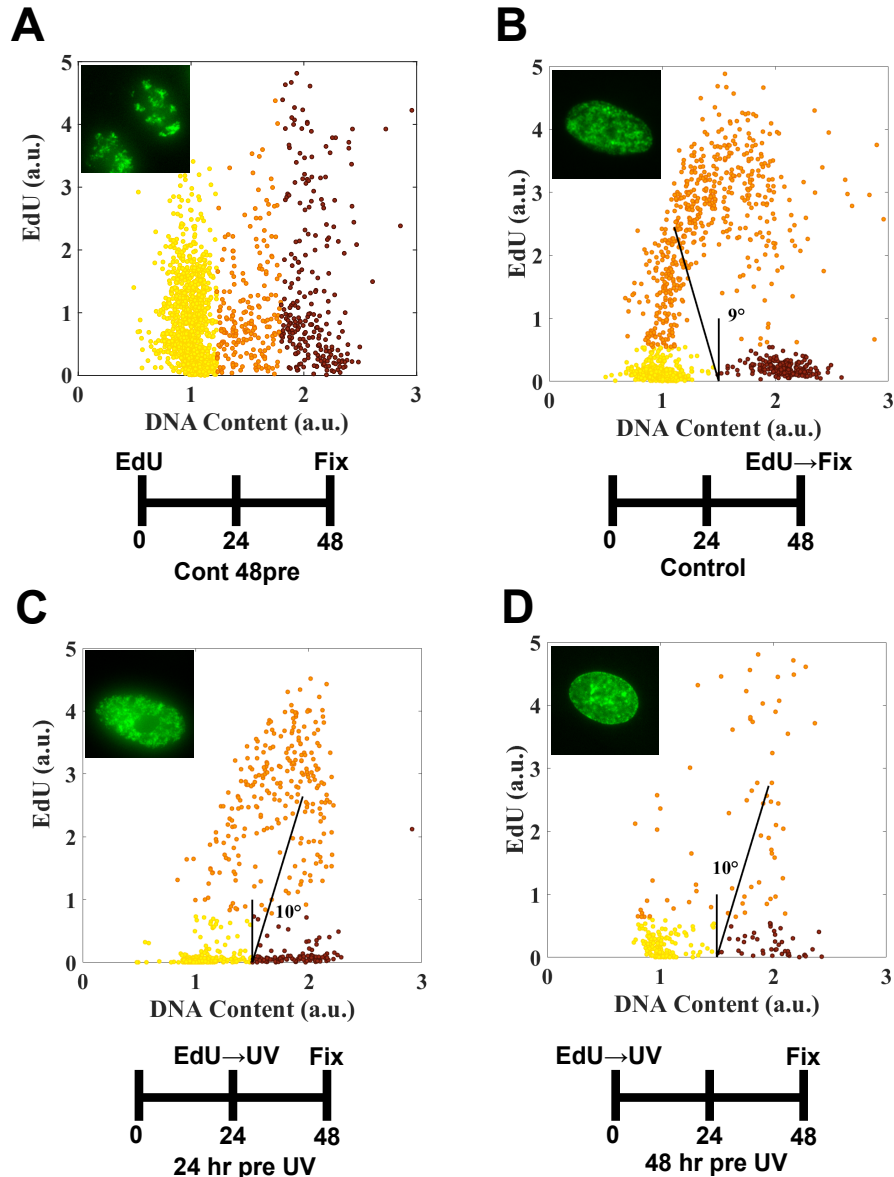 A
EdU (a.u.)
5
4
3
2
1
0
0 1 2 3
DNA Content (a.u.)
EdU Fix
0 24 48
Cont 48pre
B
EdU (a.u.)
5
4
3
2
1
0
9°
0 1 2 3
DNA Content (a.u.)
EdU→Fix
0 24 48
Control
C
EdU (a.u.)
5
4
3
2
1
0
10°
0 1 2 3
DNA Content (a.u.)
EdU→UV Fix
0 24 48
24 hr pre UV
D
EdU (a.u.)
5
4
3
2
1
0
10°
0 1 2 3
DNA Content (a.u.)
EdU→UV Fix
0 24 48
48 hr pre UV